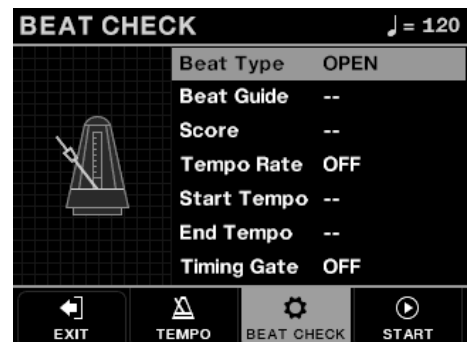 BEAT CHECK ♩= 120
Beat Type OPEN
Beat Guide --
Score --
Tempo Rate OFF
Start Tempo --
End Tempo --
Timing Gate OFF
EXIT TEMPO BEAT CHECK START